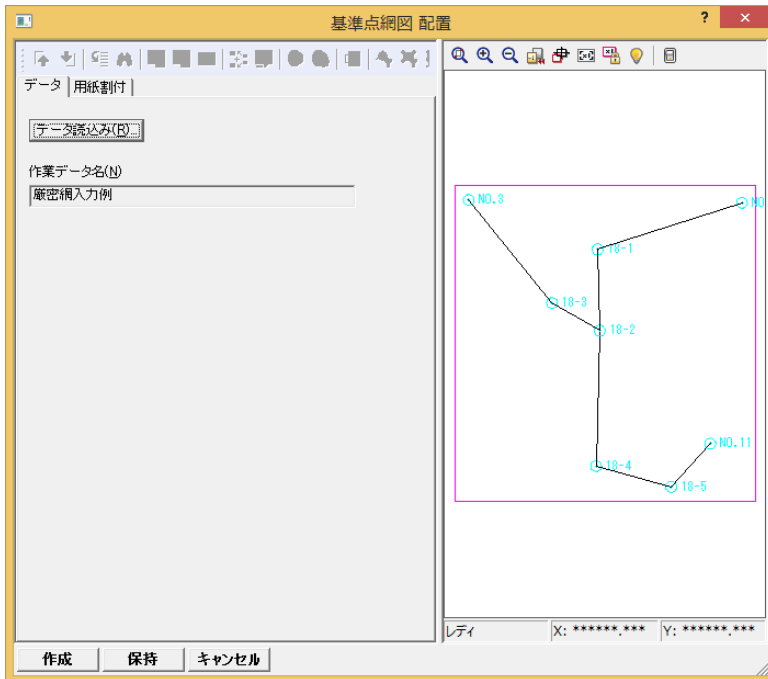 基準点網図 配置
?
データ
用紙割付
データ読込み(R)...
作業データ名(N)
厳密網入力例
NO.3
NO
18-1
18-3
18-2
NO.11
18-4
18-5
レディ
X: ******.***
Y: ******.***
作成
保持
キャンセル